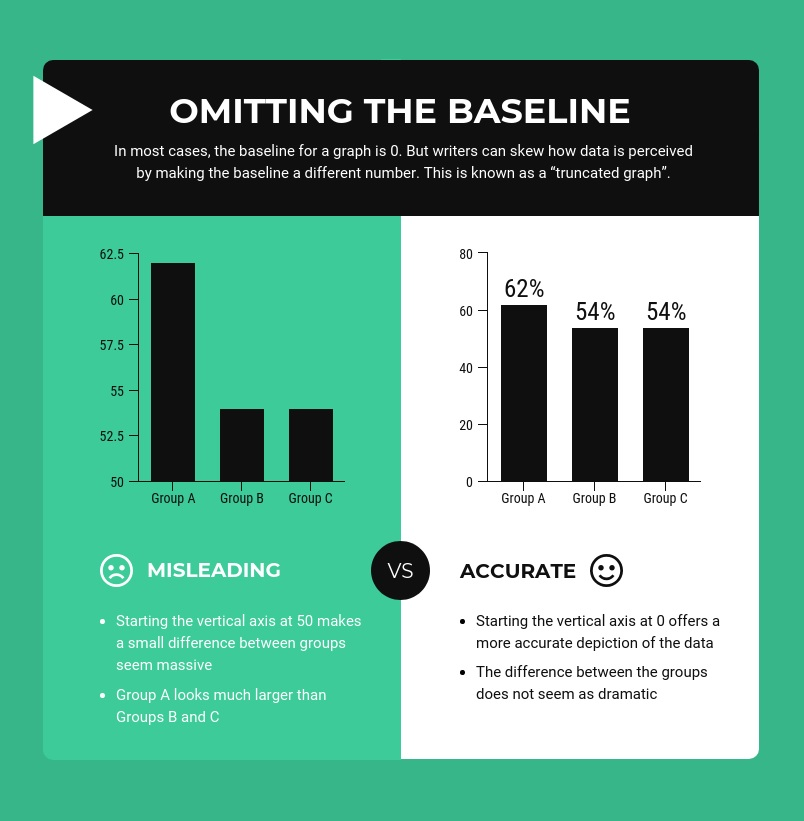 OMITTING THE BASELINE
In most cases, the baseline for a graph is 0. But writers can skew how data is perceived
by making the baseline a different number. This is known as a “truncated graph”.
62.5
60
57.5
55
52.5
50
Group A
Group B
Group C
80
60
40
20
0
62%
54%
54%
Group A
Group B
Group C
MISLEADING
VS
ACCURATE
• Starting the vertical axis at 50 makes
a small difference between groups
seem massive
• Group A looks much larger than
Groups B and C
• Starting the vertical axis at 0 offers a
more accurate depiction of the data
• The difference between the groups
does not seem as dramatic